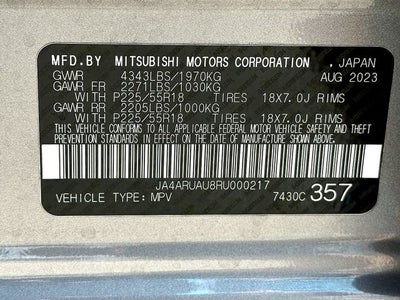 MFD.BY MITSUBISHI MOTORS CORPORATION , JAPAN
GVWR 4343LBS/1970KG AUG 2023
GAWR FR 2271LBS/1030KG
WITH P225/55R18 TIRES 18X7.0J RIMS
GAWR RR 2205LBS/1000KG
WITH P225/55R18 TIRES 18X7.0J RIMS
THIS VEHICLE CONFORMS TO ALL APPLICABLE
FEDERAL MOTOR VEHICLE SAFETY STANDARDS
IN EFFECT ON THE DATE OF MANUFACTURE
SHOWN ABOVE.
JA4ARUAU8RU000217
VEHICLE TYPE: MPV 7430C 357